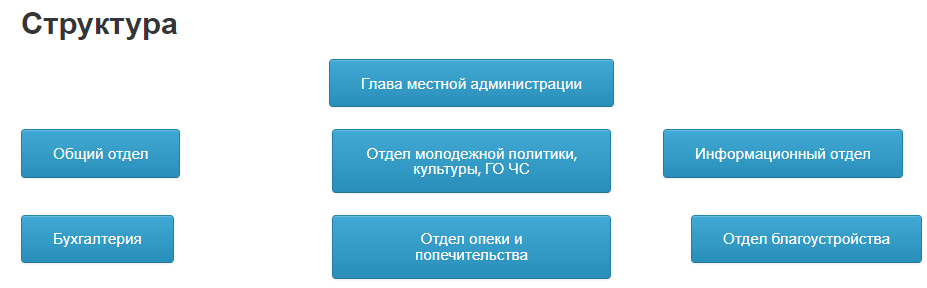 Структура
Глава местной администрации
Общий отдел
Отдел молодежной политики,
культуры, ГО ЧС
Информационный отдел
Бухгалтерия
Отдел опеки и
попечительства
Отдел благоустройства